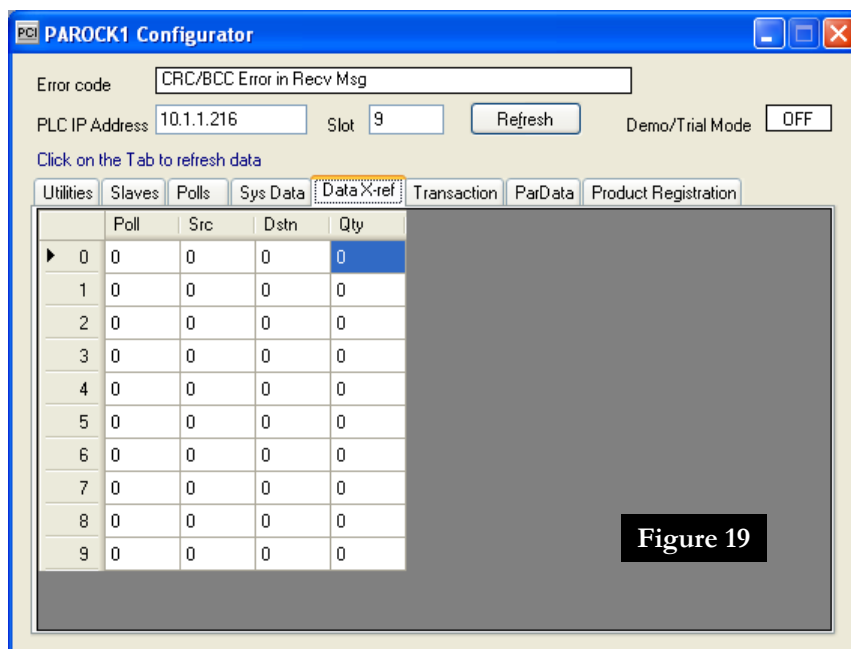 PCI PAROCK1 Configurator
Error code CRC/BCC Error in Recv Msg
PLC IP Address 10.1.1.216 Slot 9 Refresh Demo/Trial Mode OFF
Click on the Tab to refresh data
Utilities Slaves Polls Sys Data Data X-ref Transaction ParData Product Registration
Poll Src Dstn Qty
0 0 0 0 0
1 0 0 0 0
2 0 0 0 0
3 0 0 0 0
4 0 0 0 0
5 0 0 0 0
6 0 0 0 0
7 0 0 0 0
8 0 0 0 0
9 0 0 0 0
Figure 19